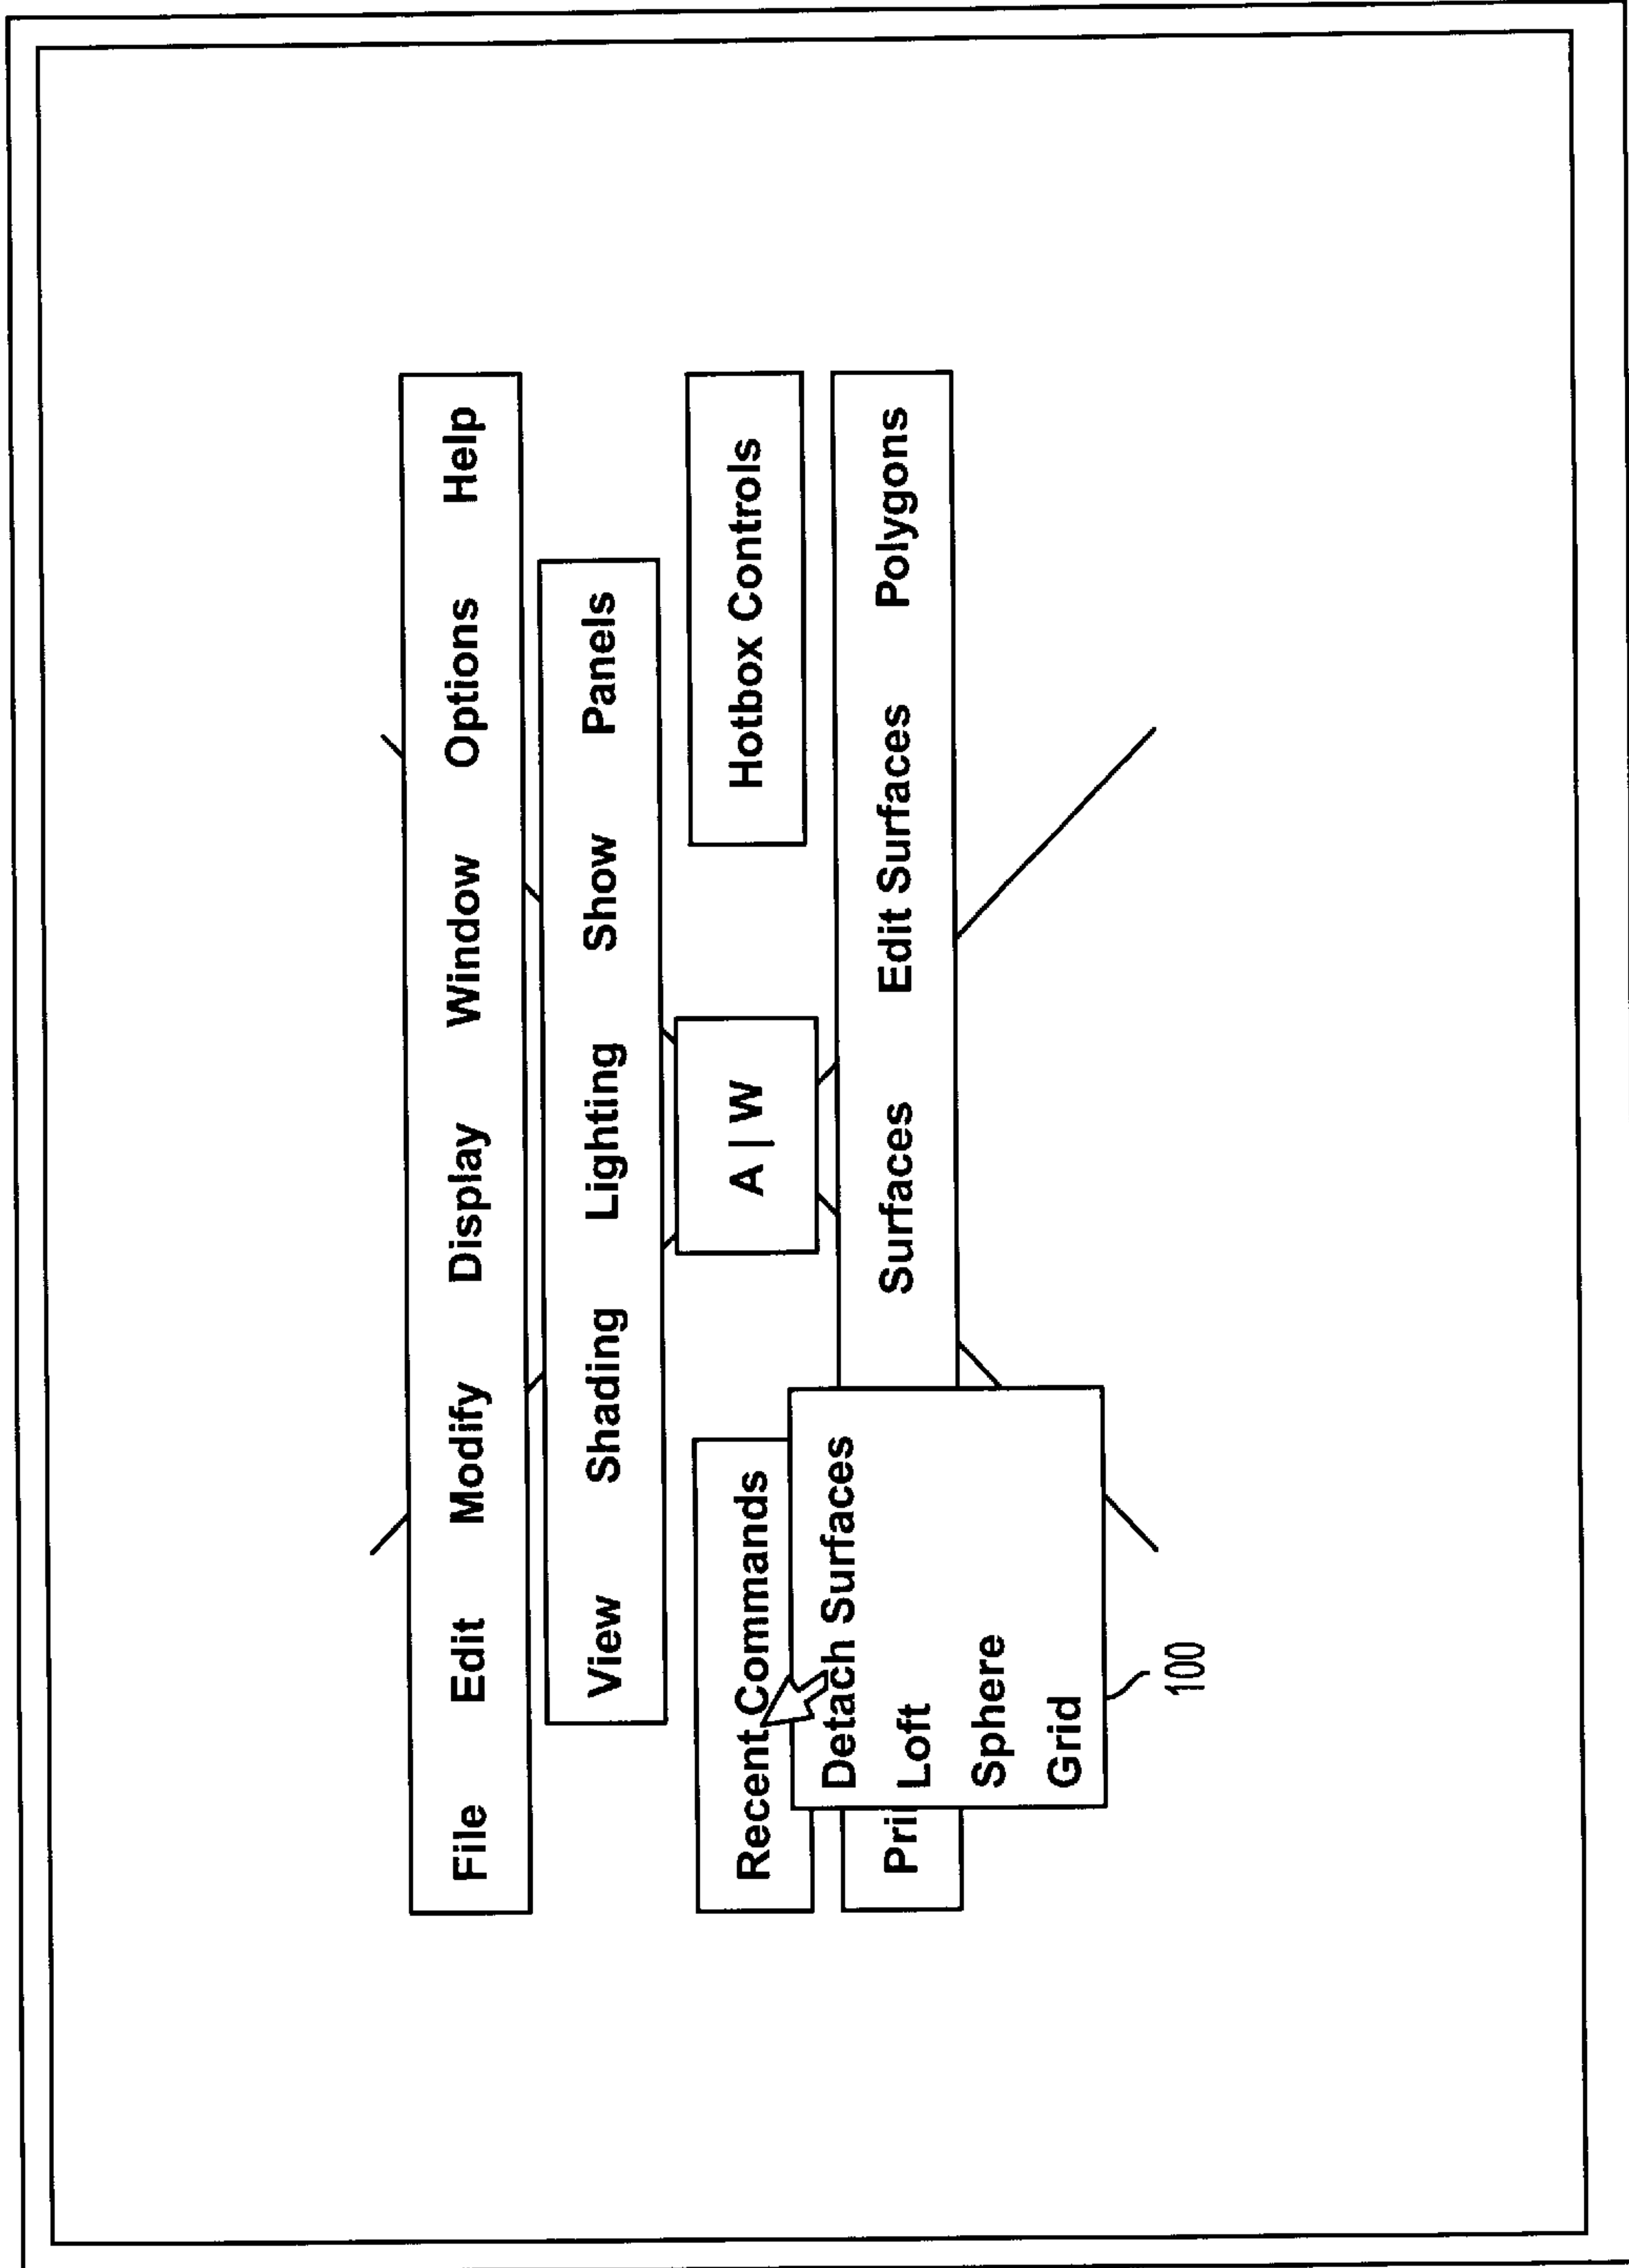 File Edit Modify Display Window Options Help
View Shading Lighting Show Panels
Recent Commands A | W Hotbox Controls
Pri Surfaces Edit Surfaces Polygons
Detach Surfaces
Loft
Sphere
Grid
100